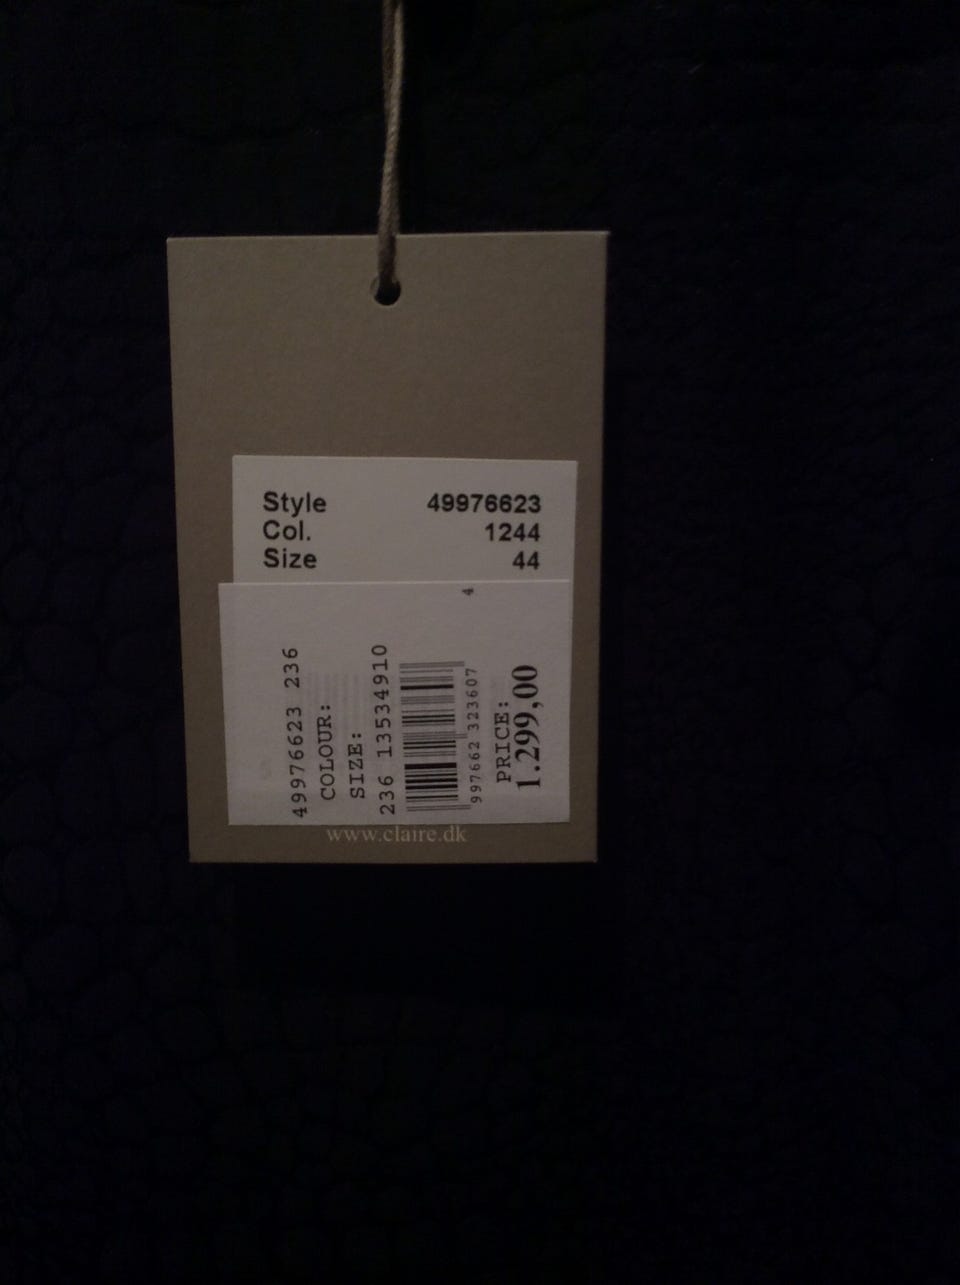 Style 49976623
Col. 1244
Size 44
49976623 236
COLOUR:
SIZE:
236 13534910
4
997662 323607
PRICE:
1.299,00
www.claire.dk